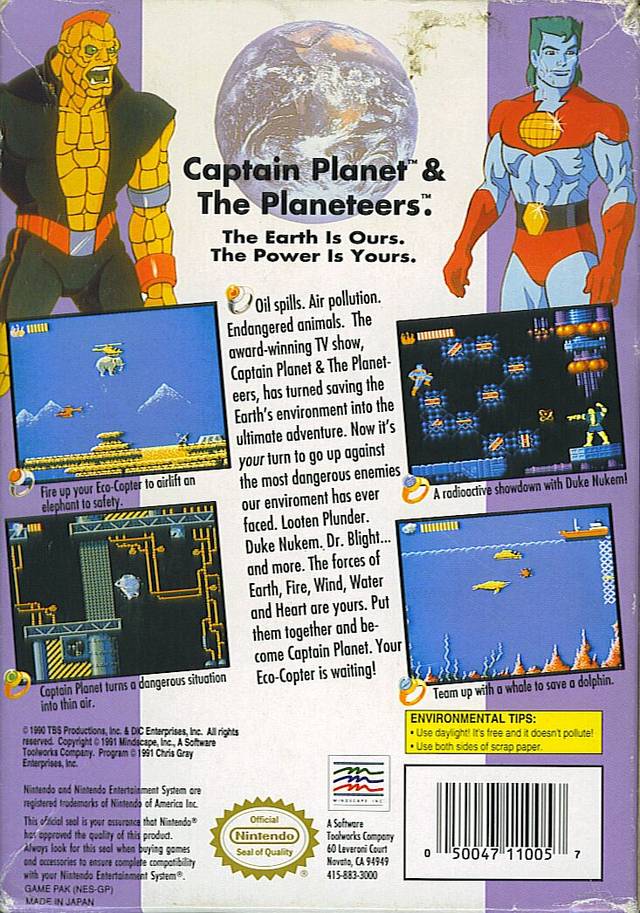 Captain Planet™ &
The Planeteers.™
The Earth Is Ours.
The Power Is Yours.
Oil spills. Air pollution.
Endangered animals. The
award-winning TV show,
Captain Planet & The Planet-
eers, has turned saving the
Earth's environment into the
ultimate adventure. Now it's
your turn to go up against
the most dangerous enemies
our enviroment has ever
faced. Looten Plunder.
Duke Nukem. Dr. Blight...
and more. The forces of
Earth, Fire, Wind, Water
and Heart are yours. Put
them together and be-
come Captain Planet. Your
Eco-Copter is waiting!
Fire up your Eco-Copter to airlift an
elephant to safety.
A radioactive showdown with Duke Nukem!
Captain Planet turns a dangerous situation
into thin air.
Team up with a whale to save a dolphin.
ENVIRONMENTAL TIPS:
• Use daylight! It's free and it doesn't pollute!
• Use both sides of scrap paper.
© 1990 TBS Productions, Inc. & DIC Enterprises, Inc. All rights
reserved. Copyright © 1991 Mindscape, Inc., A Software
Toolworks Company. Program © 1991 Chris Gray
Enterprises, Inc.
Nintendo and Nintendo Entertainment System are
registered trademarks of Nintendo of America Inc.
This official seal is your assurance that Nintendo®
has approved the quality of this product.
Always look for this seal when buying games
and accessories to ensure complete compatibility
with your Nintendo Entertainment System®.
GAME PAK (NES-GP)
MADE IN JAPAN
Official
Nintendo
Seal of Quality
®
MINDSCAPE INC
A Software
Toolworks Company
60 Leveroni Court
Novato, CA 94949
415-883-3000
0 50047 11005 7